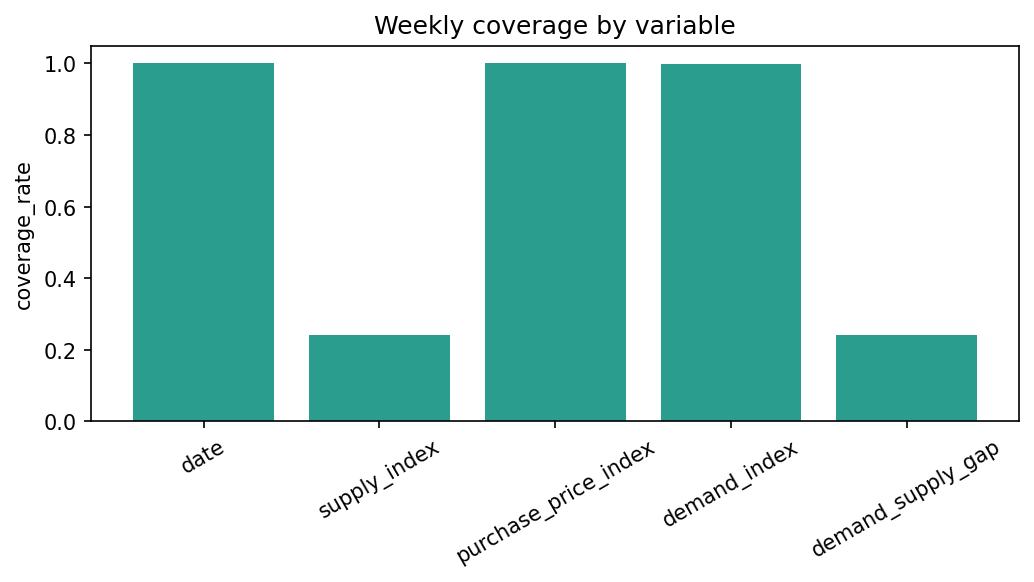 Weekly coverage by variable
coverage_rate
1.0
0.8
0.6
0.4
0.2
0.0
date
supply_index
purchase_price_index
demand_index
demand_supply_gap